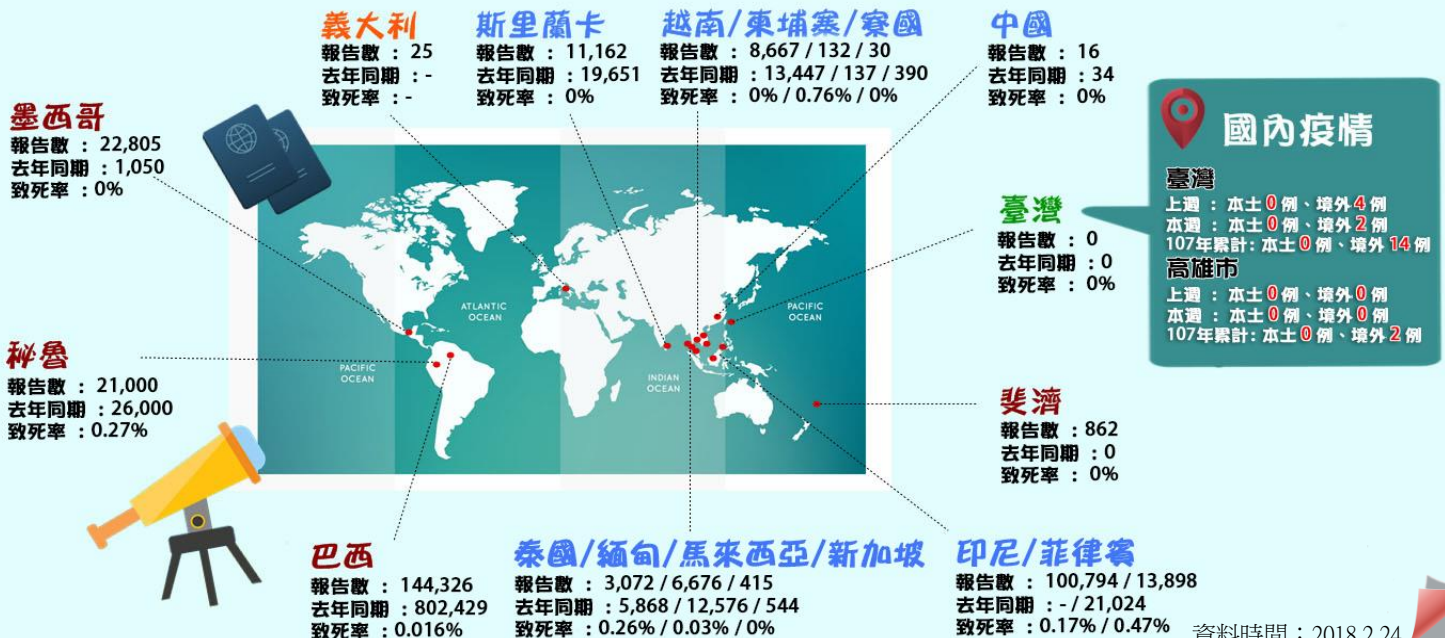 義大利
報告數 : 25
去年同期 : -
致死率 : -
斯里蘭卡
報告數 : 11,162
去年同期 : 19,651
致死率 : 0%
越南/柬埔寨/寮國
報告數 : 8,667 / 132 / 30
去年同期 : 13,447 / 137 / 390
致死率 : 0% / 0.76% / 0%
中國
報告數 : 16
去年同期 : 34
致死率 : 0%
墨西哥
報告數 : 22,805
去年同期 : 1,050
致死率 : 0%
國內疫情
臺灣
上週 : 本土0例、境外4例
本週 : 本土0例、境外2例
107年累計: 本土0例、境外14例
高雄市
上週 : 本土0例、境外0例
本週 : 本土0例、境外0例
107年累計: 本土0例、境外2例
臺灣
報告數 : 0
去年同期 : 0
致死率 : 0%
ATLANTIC
OCEAN
PACIFIC
OCEAN
PACIFIC
OCEAN
INDIAN
OCEAN
秘魯
報告數 : 21,000
去年同期 : 26,000
致死率 : 0.27%
斐濟
報告數 : 862
去年同期 : 0
致死率 : 0%
巴西
報告數 : 144,326
去年同期 : 802,429
致死率 : 0.016%
泰國/緬甸/馬來西亞/新加坡
報告數 : 3,072 / 6,676 / 415
去年同期 : 5,868 / 12,576 / 544
致死率 : 0.26% / 0.03% / 0%
印尼/菲律賓
報告數 : 100,794 / 13,898
去年同期 : - / 21,024
致死率 : 0.17% / 0.47%
資料時間：2018.2.24